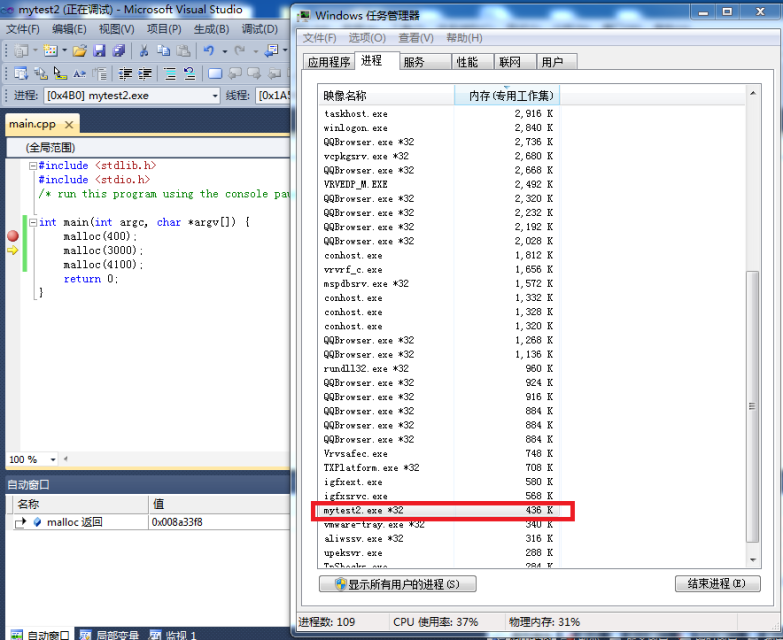 mytest2 (正在调试) - Microsoft Visual Studio
文件(F) 编辑(E) 视图(V) 项目(P) 生成(B) 调试(D)
进程: [0x4B0] mytest2.exe 线程: [0x1A
main.cpp
(全局范围)
#include <stdlib.h>
#include <stdio.h>
/* run this program using the console pau
int main(int argc, char *argv[]) {
malloc(400);
malloc(3000);
malloc(4100);
return 0;
}
100 %
自动窗口
名称 值
malloc 返回 0x008a33f8
自动窗口 局部变量 监视 1
Windows 任务管理器
文件(F) 选项(O) 查看(V) 帮助(H)
应用程序 进程 服务 性能 联网 用户
映像名称 内存(专用工作集)
taskhost.exe 2,916 K
winlogon.exe 2,840 K
QQBrowser.exe *32 2,736 K
vcpkgsrv.exe *32 2,680 K
QQBrowser.exe *32 2,668 K
VRVEDP_M.EXE 2,492 K
QQBrowser.exe *32 2,320 K
QQBrowser.exe *32 2,232 K
QQBrowser.exe *32 2,192 K
QQBrowser.exe *32 2,028 K
conhost.exe 1,812 K
vrvrf_c.exe 1,656 K
mspdbsrv.exe *32 1,572 K
conhost.exe 1,332 K
conhost.exe 1,328 K
conhost.exe 1,320 K
QQBrowser.exe *32 1,268 K
QQBrowser.exe *32 1,136 K
rundll32.exe *32 960 K
QQBrowser.exe *32 924 K
QQBrowser.exe *32 916 K
QQBrowser.exe *32 884 K
QQBrowser.exe *32 884 K
QQBrowser.exe *32 884 K
Vrvsafec.exe 748 K
TXPlatform.exe *32 708 K
igfxext.exe 580 K
igfxsrvc.exe 568 K
mytest2.exe *32 436 K
vmware-tray.exe *32 340 K
aliwssv.exe *32 316 K
upeksvr.exe 288 K
284 K
显示所有用户的进程(S) 结束进程(E)
进程数: 109 CPU 使用率: 37% 物理内存: 31%